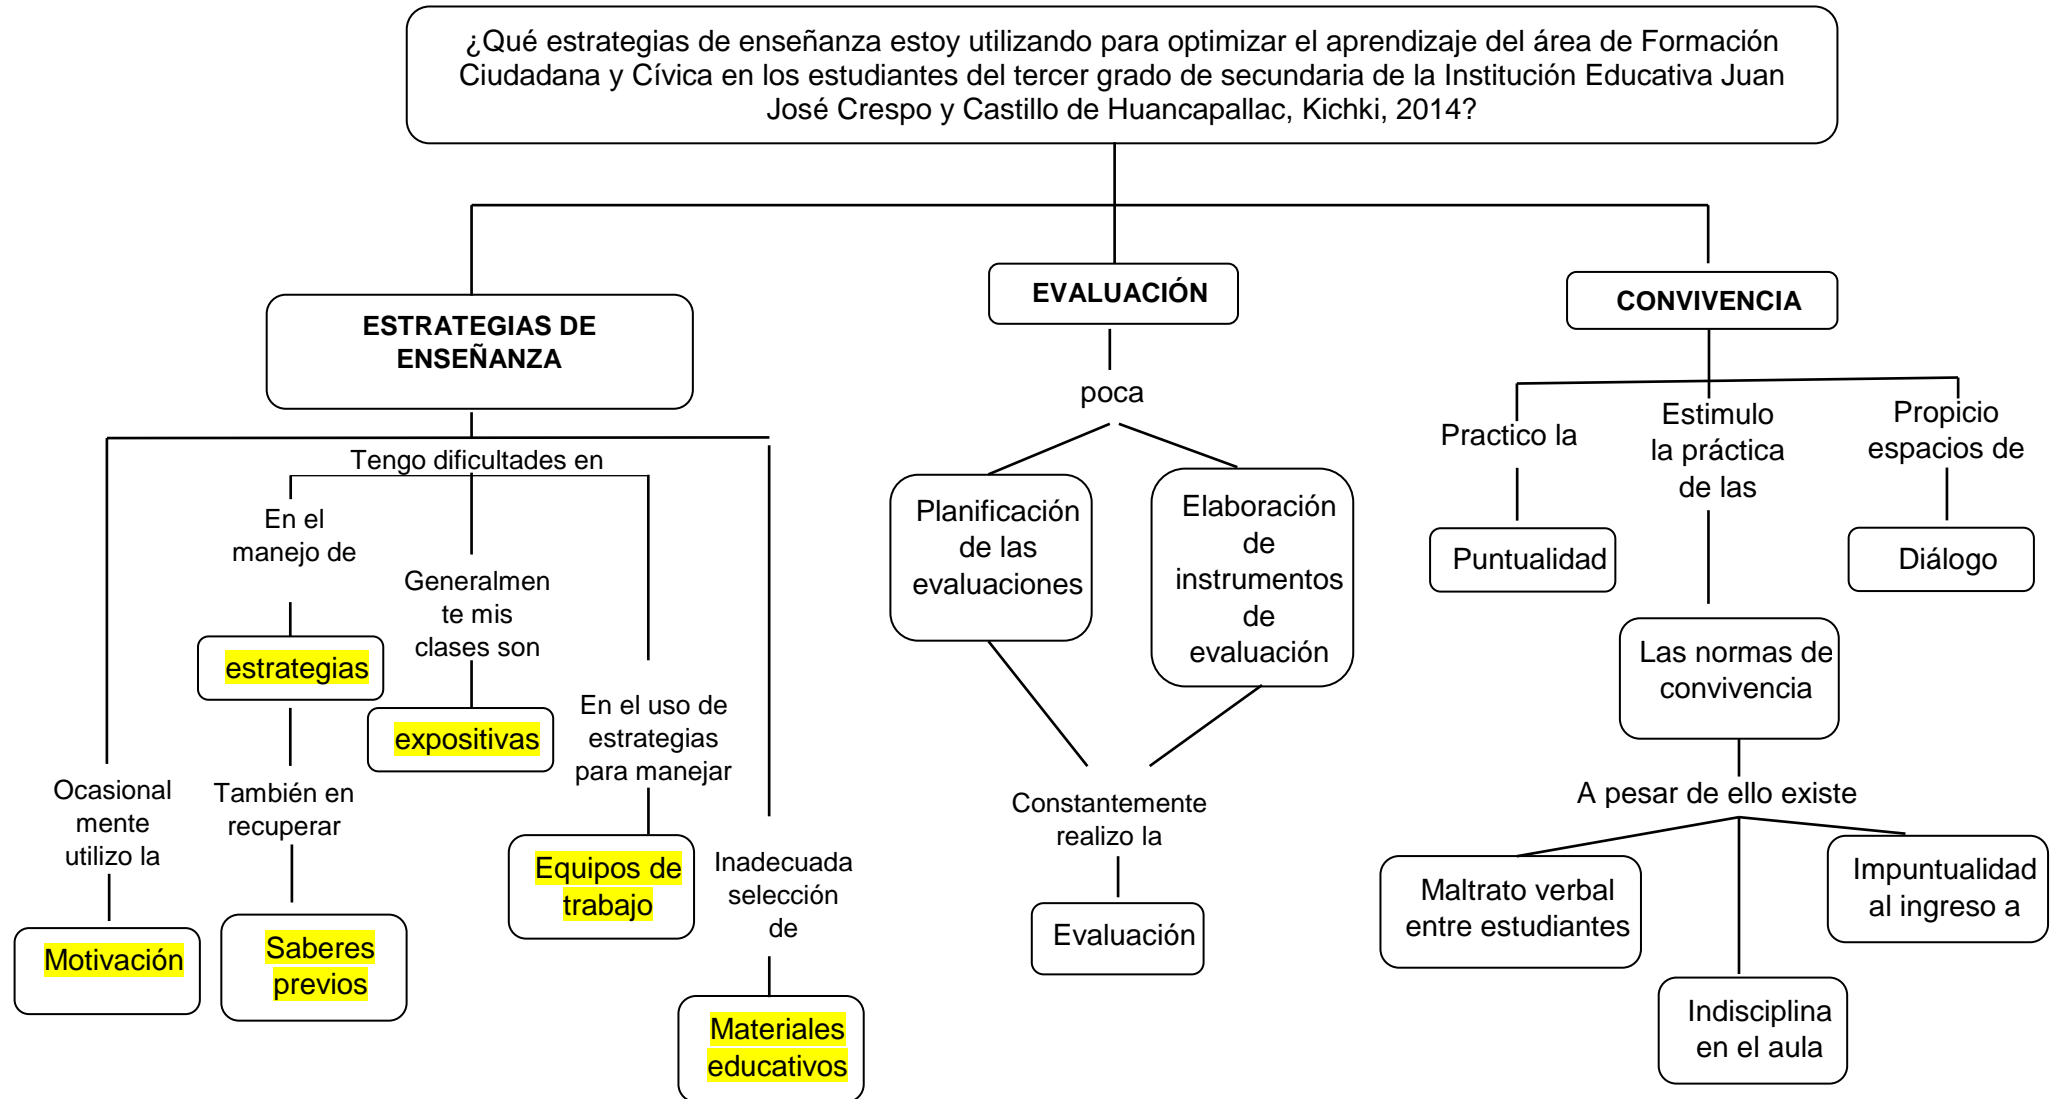 ¿Qué estrategias de enseñanza estoy utilizando para optimizar el aprendizaje del área de Formación
Ciudadana y Cívica en los estudiantes del tercer grado de secundaria de la Institución Educativa Juan
José Crespo y Castillo de Huancapallac, Kichki, 2014?
ESTRATEGIAS DE
ENSEÑANZA
Tengo dificultades en
Ocasional
mente
utilizo la
Motivación
En el
manejo de
estrategias
También en
recuperar
Saberes
previos
Generalmen
te mis
clases son
expositivas
En el uso de
estrategias
para manejar
Equipos de
trabajo
Inadecuada
selección
de
Materiales
educativos
EVALUACIÓN
poca
Planificación
de las
evaluaciones
Elaboración
de
instrumentos
de
evaluación
Constantemente
realizo la
Evaluación
CONVIVENCIA
Practico la
Puntualidad
Estimulo
la práctica
de las
Las normas de
convivencia
Propicio
espacios de
Diálogo
A pesar de ello existe
Maltrato verbal
entre estudiantes
Indisciplina
en el aula
Impuntualidad
al ingreso a